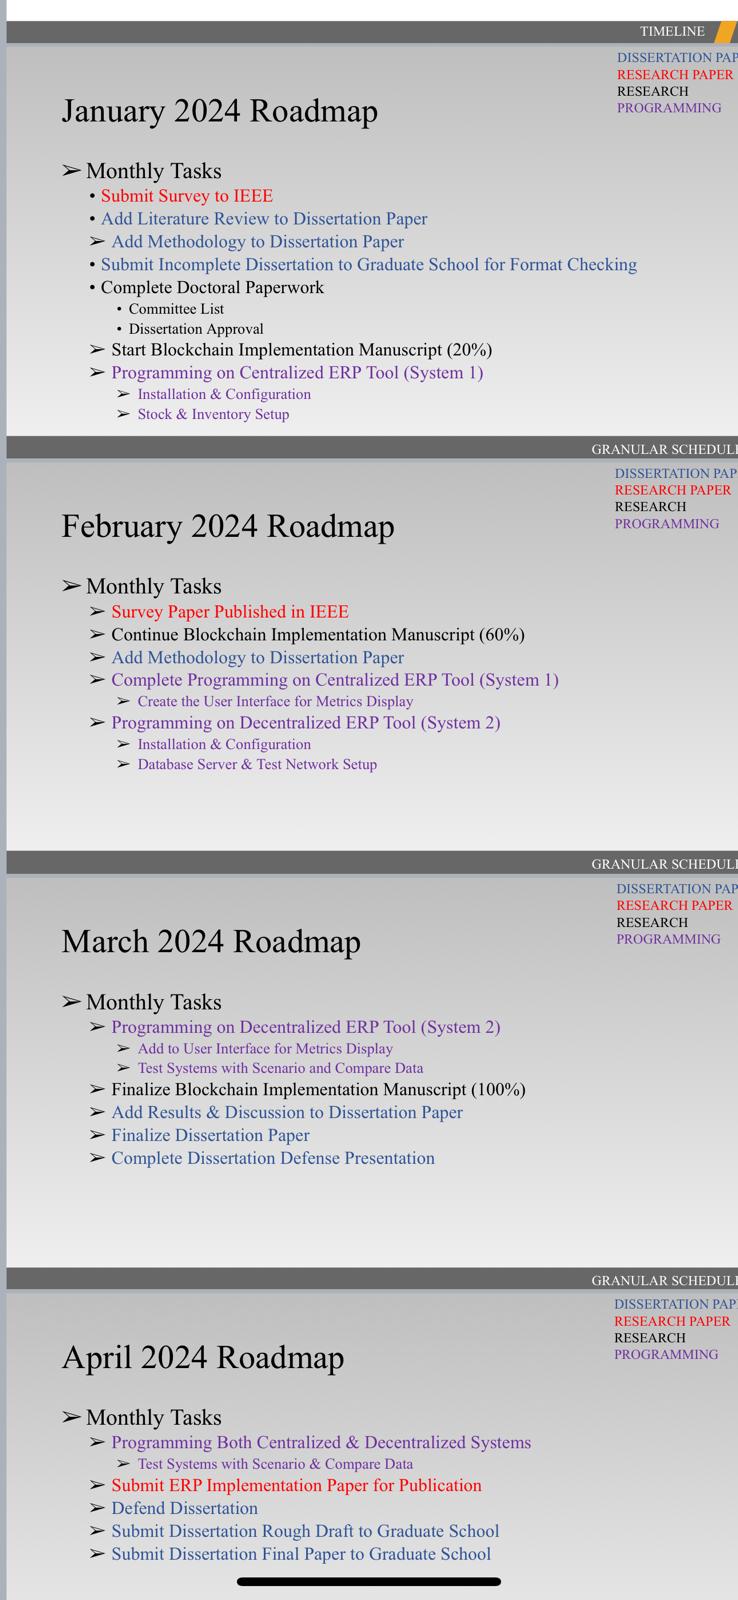 TIMELINE
DISSERTATION PAP
RESEARCH PAPER
RESEARCH
PROGRAMMING
January 2024 Roadmap
➢ Monthly Tasks
• Submit Survey to IEEE
• Add Literature Review to Dissertation Paper
➢ Add Methodology to Dissertation Paper
• Submit Incomplete Dissertation to Graduate School for Format Checking
• Complete Doctoral Paperwork
• Committee List
• Dissertation Approval
➢ Start Blockchain Implementation Manuscript (20%)
➢ Programming on Centralized ERP Tool (System 1)
➢ Installation & Configuration
➢ Stock & Inventory Setup
GRANULAR SCHEDULE
DISSERTATION PAP
RESEARCH PAPER
RESEARCH
PROGRAMMING
February 2024 Roadmap
➢ Monthly Tasks
➢ Survey Paper Published in IEEE
➢ Continue Blockchain Implementation Manuscript (60%)
➢ Add Methodology to Dissertation Paper
➢ Complete Programming on Centralized ERP Tool (System 1)
➢ Create the User Interface for Metrics Display
➢ Programming on Decentralized ERP Tool (System 2)
➢ Installation & Configuration
➢ Database Server & Test Network Setup
GRANULAR SCHEDULE
DISSERTATION PAP
RESEARCH PAPER
RESEARCH
PROGRAMMING
March 2024 Roadmap
➢ Monthly Tasks
➢ Programming on Decentralized ERP Tool (System 2)
➢ Add to User Interface for Metrics Display
➢ Test Systems with Scenario and Compare Data
➢ Finalize Blockchain Implementation Manuscript (100%)
➢ Add Results & Discussion to Dissertation Paper
➢ Finalize Dissertation Paper
➢ Complete Dissertation Defense Presentation
GRANULAR SCHEDULE
DISSERTATION PAP
RESEARCH PAPER
RESEARCH
PROGRAMMING
April 2024 Roadmap
➢ Monthly Tasks
➢ Programming Both Centralized & Decentralized Systems
➢ Test Systems with Scenario & Compare Data
➢ Submit ERP Implementation Paper for Publication
➢ Defend Dissertation
➢ Submit Dissertation Rough Draft to Graduate School
➢ Submit Dissertation Final Paper to Graduate School